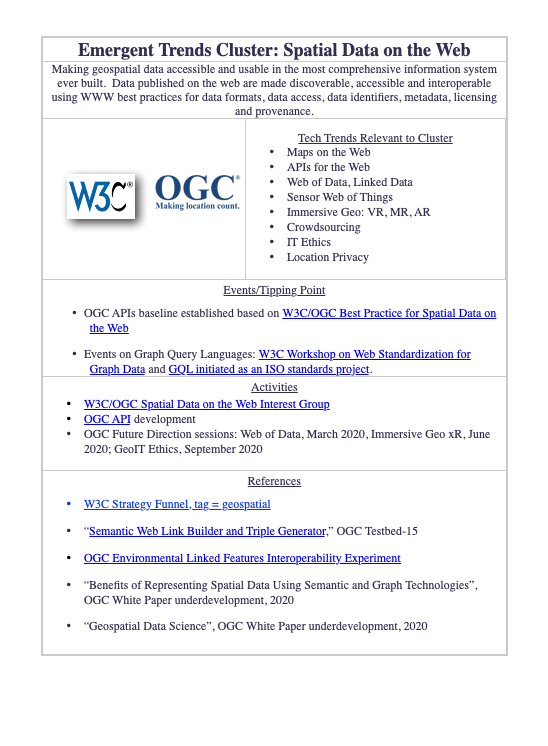 Emergent Trends Cluster: Spatial Data on the Web
Making geospatial data accessible and usable in the most comprehensive information system
ever built.  Data published on the web are made discoverable, accessible and interoperable
using WWW best practices for data formats, data access, data identifiers, metadata, licensing
and provenance.
W3C®
OGC®
Making location count.
Tech Trends Relevant to Cluster
• Maps on the Web
• APIs for the Web
• Web of Data, Linked Data
• Sensor Web of Things
• Immersive Geo: VR, MR, AR
• Crowdsourcing
• IT Ethics
• Location Privacy
Events/Tipping Point
• OGC APIs baseline established based on W3C/OGC Best Practice for Spatial Data on
the Web
• Events on Graph Query Languages: W3C Workshop on Web Standardization for
Graph Data and GQL initiated as an ISO standards project.
Activities
• W3C/OGC Spatial Data on the Web Interest Group
• OGC API development
• OGC Future Direction sessions: Web of Data, March 2020, Immersive Geo xR, June
2020; GeoIT Ethics, September 2020
References
• W3C Strategy Funnel, tag = geospatial
• “Semantic Web Link Builder and Triple Generator,” OGC Testbed-15
• OGC Environmental Linked Features Interoperability Experiment
• “Benefits of Representing Spatial Data Using Semantic and Graph Technologies”,
OGC White Paper underdevelopment, 2020
• “Geospatial Data Science”, OGC White Paper underdevelopment, 2020